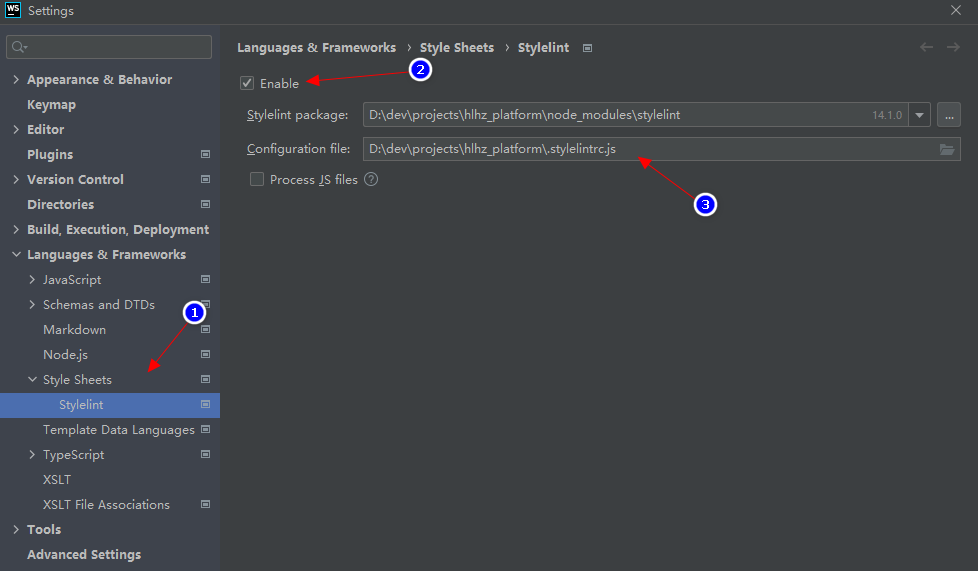 WS Settings
Languages & Frameworks › Style Sheets › Stylelint
2
Enable
Stylelint package: D:\dev\projects\hlhz_platform\node_modules\stylelint 14.1.0 ...
Configuration file: D:\dev\projects\hlhz_platform\.stylelintrc.js
Process JS files ?
3
Appearance & Behavior
Keymap
Editor
Plugins
Version Control
Directories
Build, Execution, Deployment
Languages & Frameworks
JavaScript
Schemas and DTDs
1
Markdown
Node.js
Style Sheets
Stylelint
Template Data Languages
TypeScript
XSLT
XSLT File Associations
Tools
Advanced Settings